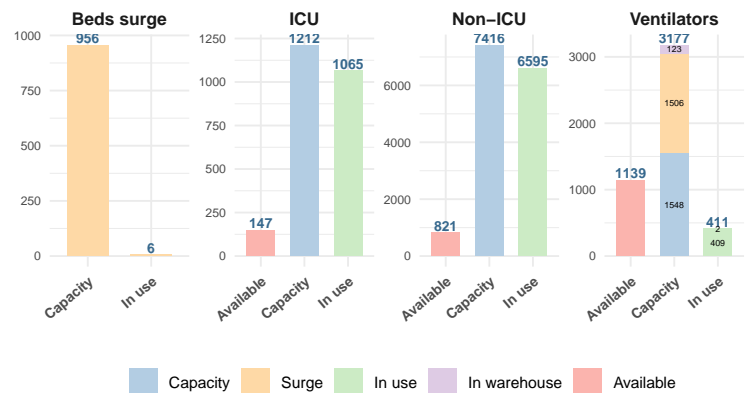 Beds surge
956
6
1000
750
500
250
0
Capacity
In use
ICU
1212
1065
147
1250
1000
750
500
250
0
Available
Capacity
In use
Non−ICU
7416
6595
821
6000
4000
2000
0
Available
Capacity
In use
Ventilators
3177
123
1506
1139
1548
411
2
409
3000
2000
1000
0
Available
Capacity
In use
Capacity Surge In use In warehouse Available